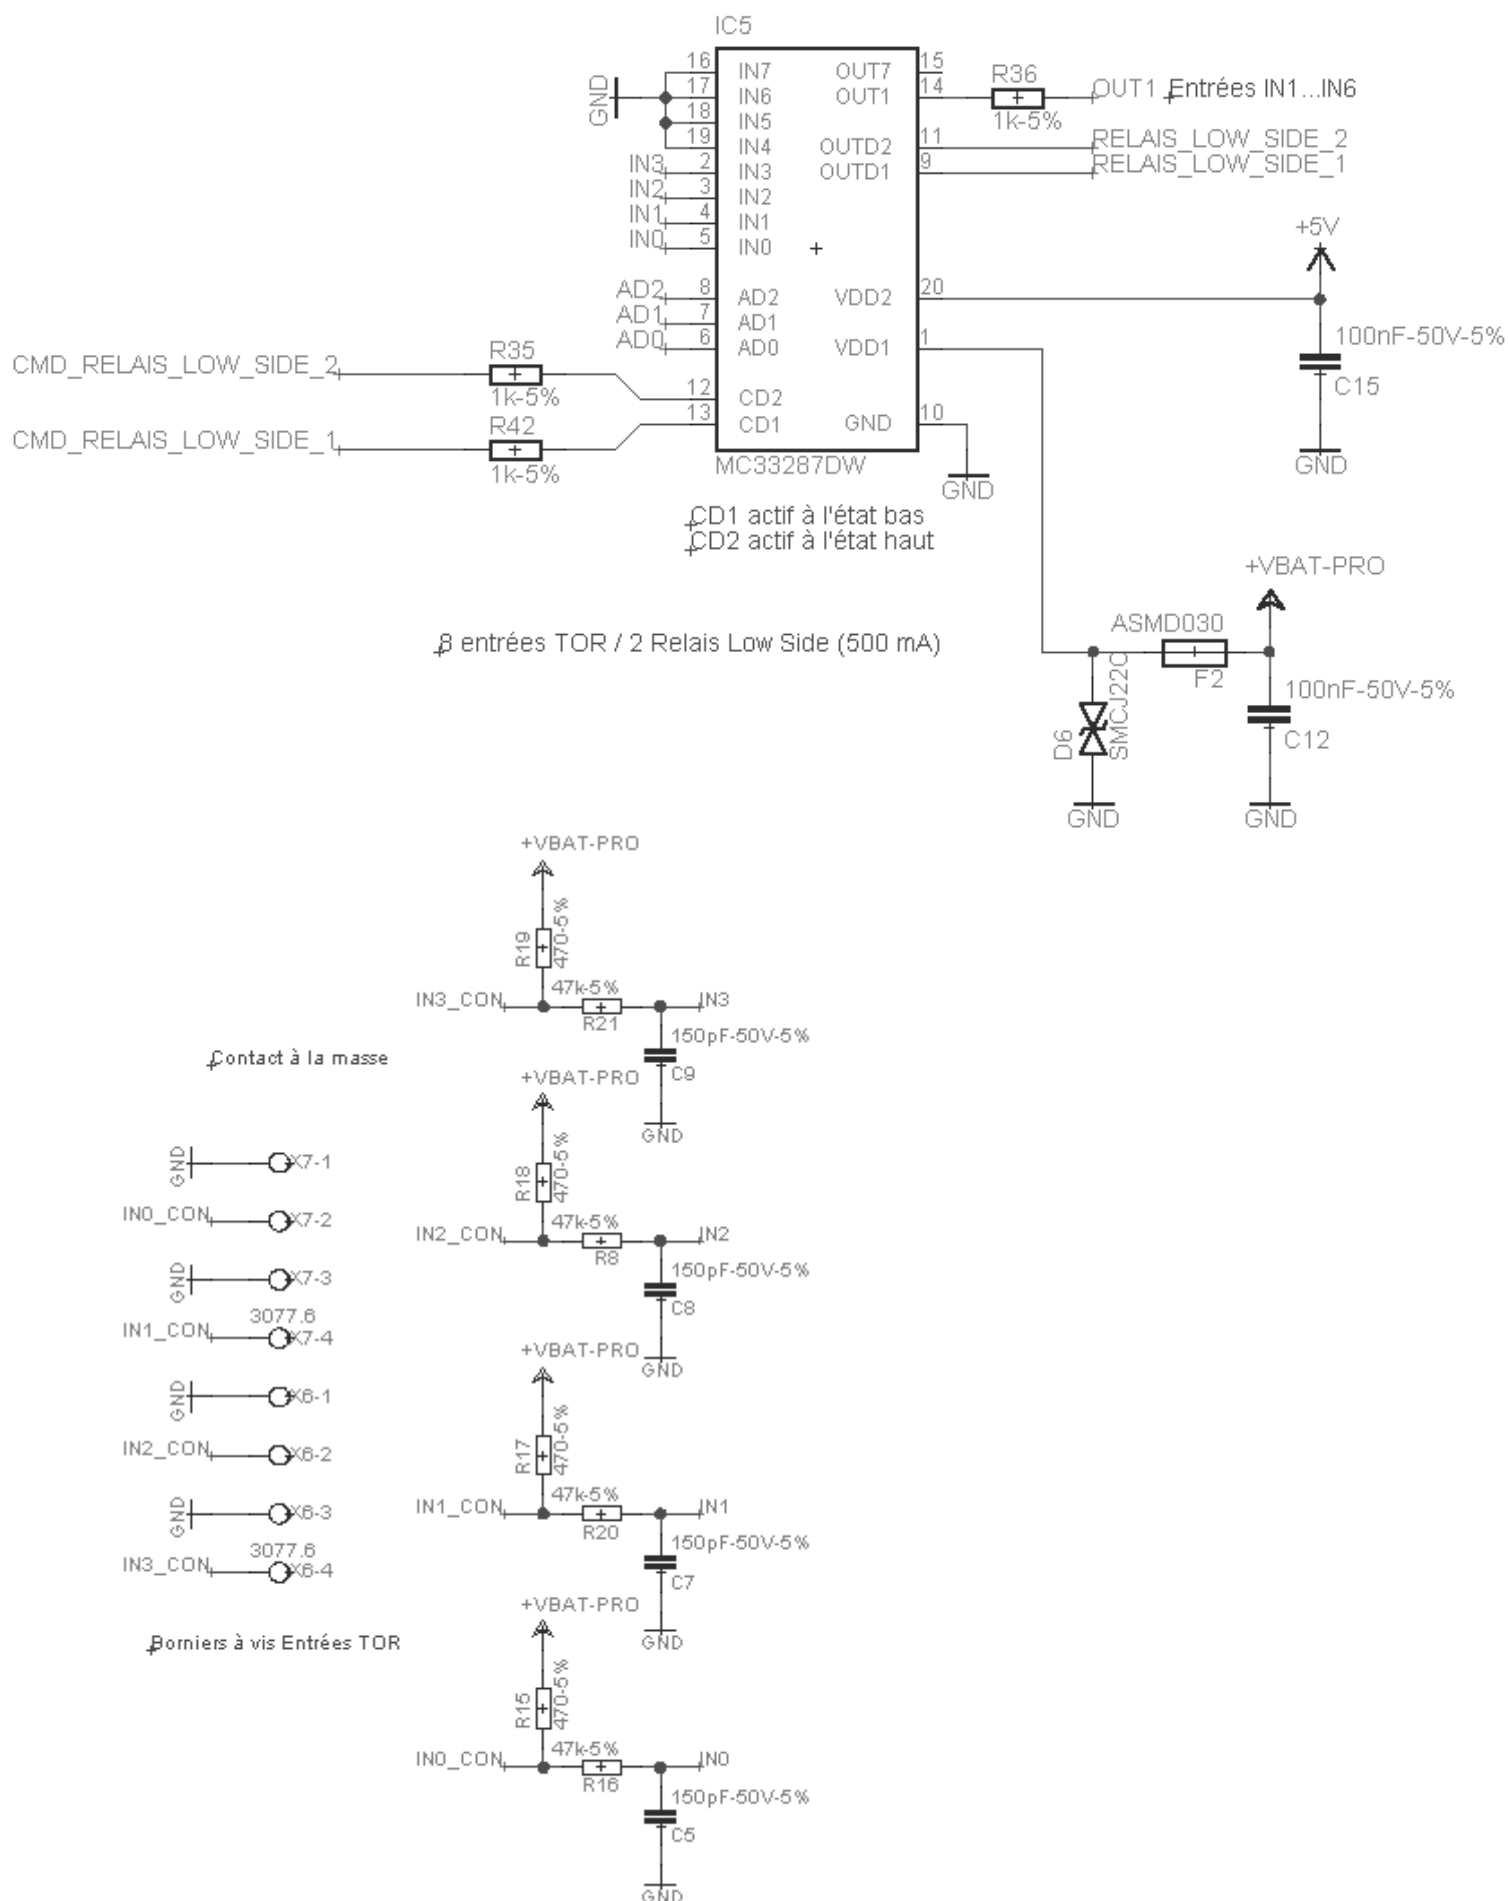 IC5
16 IN7 OUT7 15
17 IN6 OUT1 14
18 IN5
19 IN4 OUTD2 11
IN3 2 IN3 OUTD1 9
IN2 3 IN2
IN1 4 IN1
IN0 5 IN0
AD2 8 AD2 VDD2 20
AD1 7 AD1
AD0 6 AD0 VDD1 1
12 CD2
13 CD1 GND 10
MC33287DW
GND
R36
1k-5%
OUT1 Entrées IN1...IN6
RELAIS_LOW_SIDE_2
RELAIS_LOW_SIDE_1
+5V
100nF-50V-5%
C15
GND
CMD_RELAIS_LOW_SIDE_2
R35
1k-5%
CMD_RELAIS_LOW_SIDE_1
R42
1k-5%
GND
CD1 actif à l'état bas
CD2 actif à l'état haut
+VBAT-PRO
ASMD030
F2
8 entrées TOR / 2 Relais Low Side (500 mA)
100nF-50V-5%
C12
D6
GND
GND
+VBAT-PRO
R19
470-5%
IN3_CON
47k-5%
R21
IN3
150pF-50V-5%
C9
GND
Contact à la masse
+VBAT-PRO
R18
470-5%
IN2_CON
47k-5%
R8
IN2
150pF-50V-5%
C8
GND
GND X7-1
IN0_CON X7-2
GND X7-3
3077.6
IN1_CON X7-4
GND X6-1
IN2_CON X6-2
GND X6-3
3077.6
IN3_CON X6-4
+VBAT-PRO
R17
470-5%
IN1_CON
47k-5%
R20
IN1
150pF-50V-5%
C7
GND
Borniers à vis Entrées TOR
+VBAT-PRO
R15
470-5%
IN0_CON
47k-5%
R16
IN0
150pF-50V-5%
C5
GND